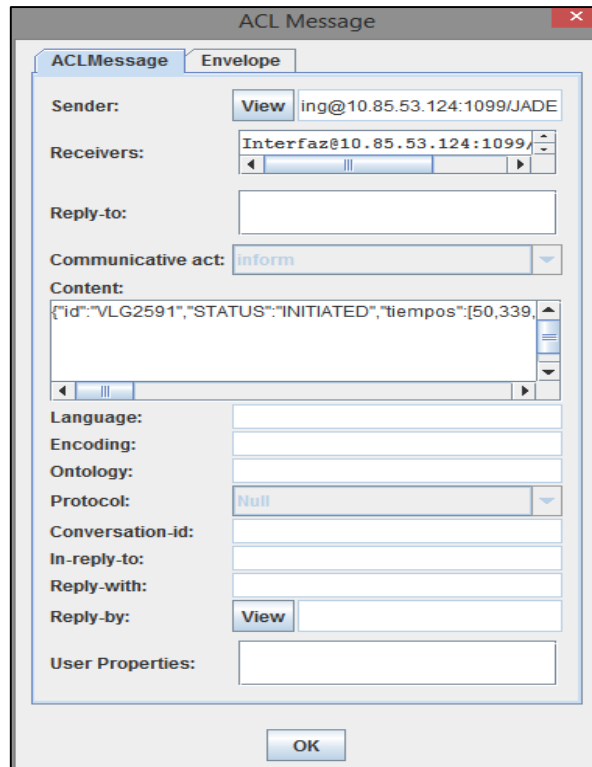 ACL Message
ACLMessage Envelope
Sender: View ing@10.85.53.124:1099/JADE
Receivers: Interfaz@10.85.53.124:1099/
Reply-to:
Communicative act: inform
Content:
{"id":"VLG2591","STATUS":"INITIATED","tiempos":[50,339,
Language:
Encoding:
Ontology:
Protocol: Null
Conversation-id:
In-reply-to:
Reply-with:
Reply-by: View
User Properties:
OK